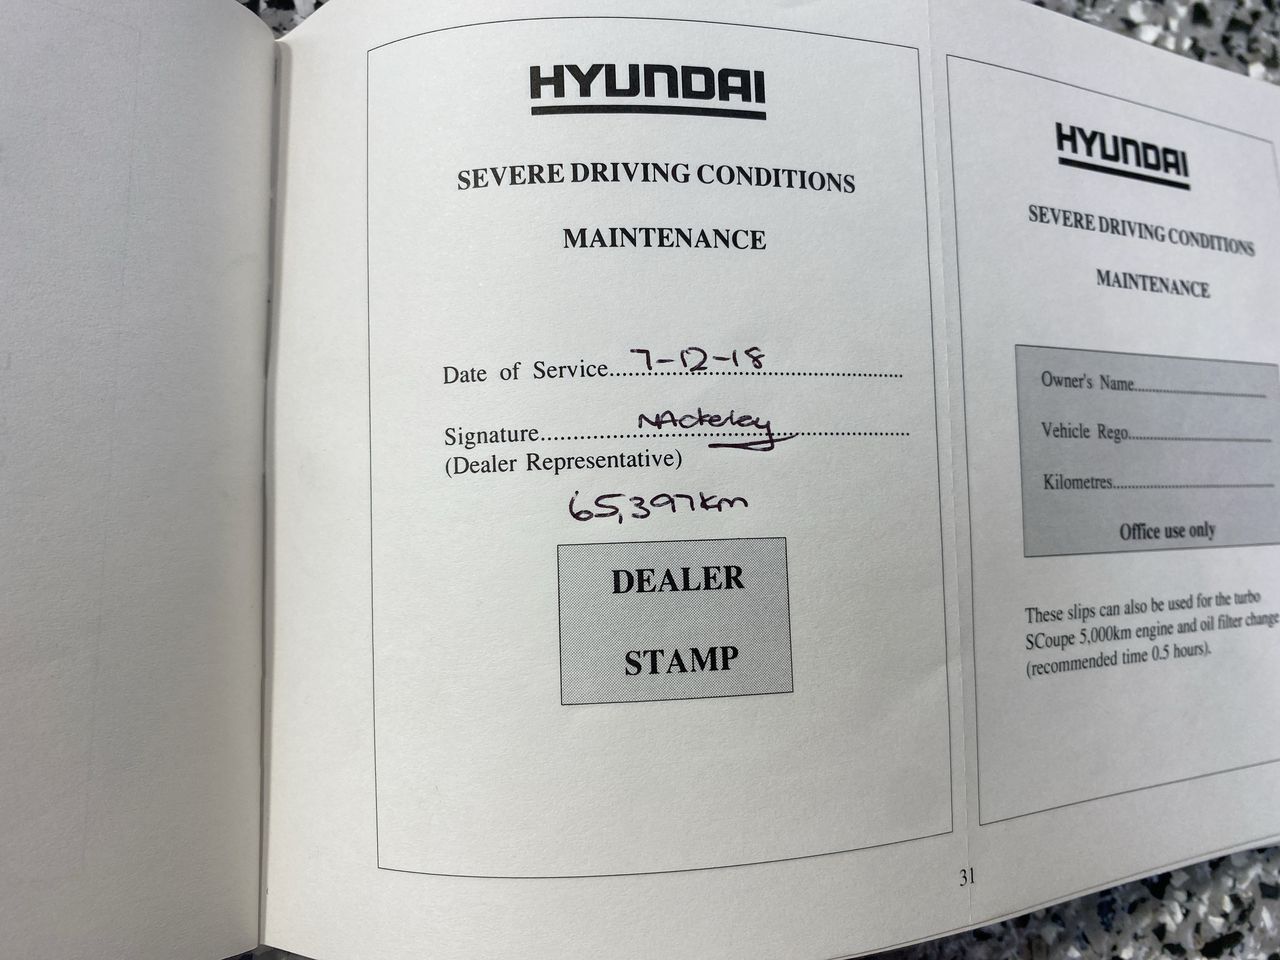 HYUNDAI
SEVERE DRIVING CONDITIONS
MAINTENANCE
Date of Service.......7-12-18.......
Signature.......NAckerley.......
(Dealer Representative)
65,397km
DEALER
STAMP
HYUNDAI
SEVERE DRIVING CONDITIONS
MAINTENANCE
Owner's Name..............................
Vehicle Rego..............................
Kilometres..............................
Office use only
These slips can also be used for the turbo
SCoupe 5,000km engine and oil filter change
(recommended time 0.5 hours).
31